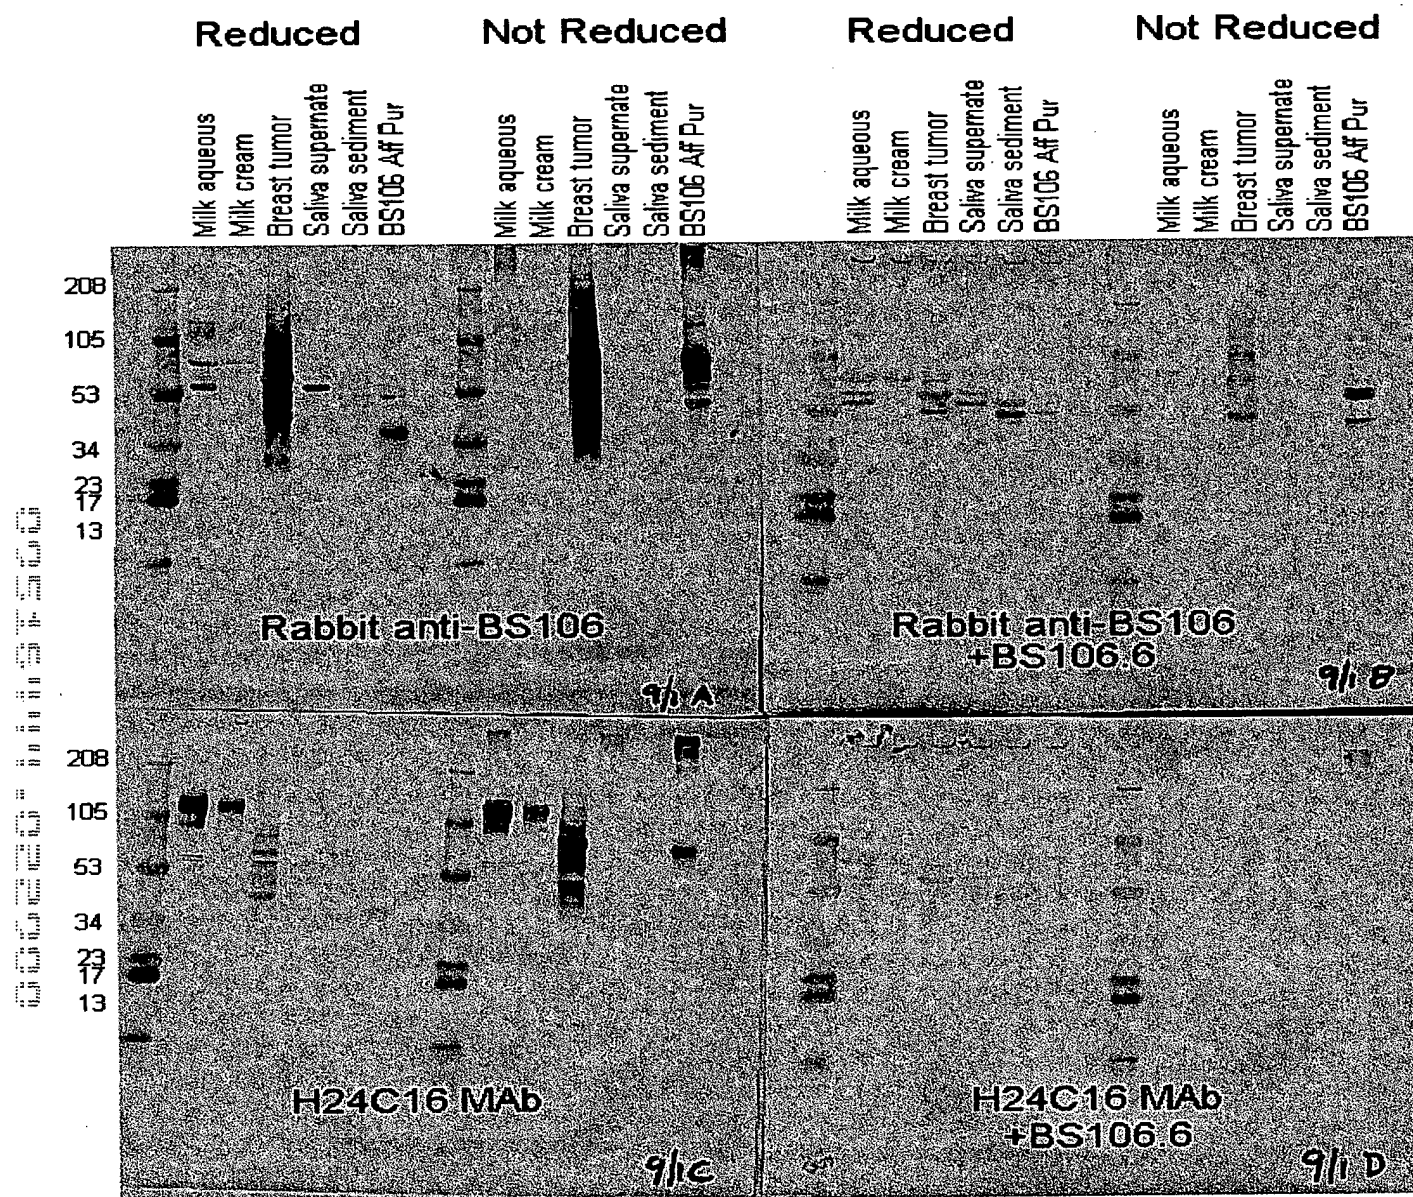 Reduced Not Reduced Reduced Not Reduced
Milk aqueous
Milk cream
Breast tumor
Saliva supernate
Saliva sediment
BS106 Aff Pur
Milk aqueous
Milk cream
Breast tumor
Saliva supernate
Saliva sediment
BS106 Aff Pur
Milk aqueous
Milk cream
Breast tumor
Saliva supernate
Saliva sediment
BS106 Aff Pur
Milk aqueous
Milk cream
Breast tumor
Saliva supernate
Saliva sediment
BS106 Aff Pur
208
105
53
34
23
17
13
Rabbit anti-BS106
9/1 A
Rabbit anti-BS106
+BS106.6
9/1 B
208
105
53
34
23
17
13
H24C16 MAb
9/1 C
H24C16 MAb
+BS106.6
9/1 D